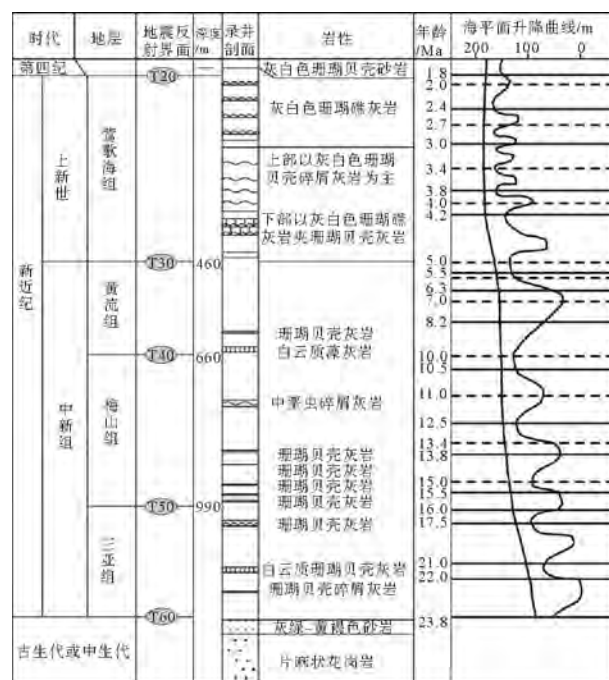 时代
地层
地震反
射界面
深度
/m
录井
剖面
岩性
年龄
/Ma
海平面升降曲线/m
200 100 0
第四纪
新近纪
上新世
中新组
莺歌海组
黄流组
梅山组
三亚组
古生代或中生代
T20
T30
T40
T50
T60
—
460
660
990
灰白色珊瑚贝壳砂岩
灰白色珊瑚礁灰岩
上部以灰白色珊瑚
贝壳碎屑灰岩为主
下部以灰白色珊瑚礁
灰岩夹珊瑚贝壳灰岩
珊瑚贝壳灰岩
白云质藻灰岩
中垩虫碎屑灰岩
珊瑚贝壳灰岩
珊瑚贝壳灰岩
珊瑚贝壳灰岩
珊瑚贝壳灰岩
珊瑚贝壳灰岩
白云质珊瑚贝壳灰岩
珊瑚贝壳碎屑灰岩
灰绿-黄褐色砂岩
片麻状花岗岩
1.8
2.0
2.4
2.7
3.0
3.4
3.8
4.0
4.2
5.0
5.5
6.3
7.0
8.2
10.0
10.5
11.0
12.5
13.4
13.8
15.0
15.5
16.0
17.5
21.0
22.0
23.8